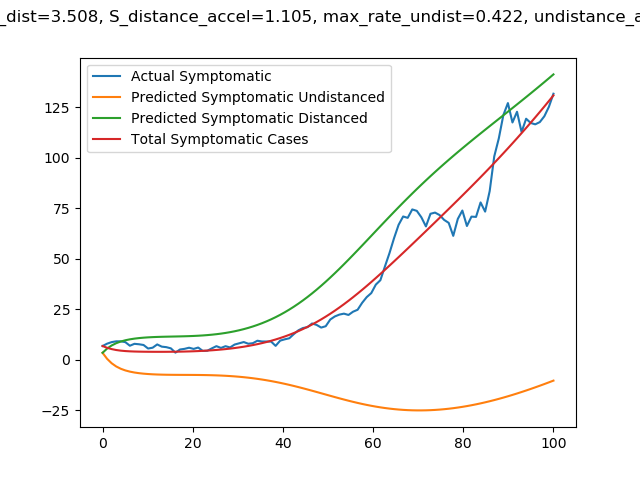 _dist=3.508, S_distance_accel=1.105, max_rate_undist=0.422, undistance_a
Actual Symptomatic
Predicted Symptomatic Undistanced
Predicted Symptomatic Distanced
Total Symptomatic Cases
125
100
75
50
25
0
−25
0 20 40 60 80 100